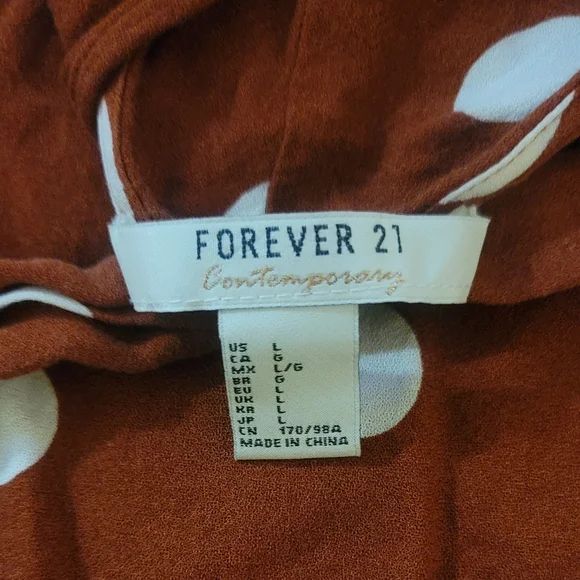 FOREVER 21
Contemporary
US L
CA G
MX L/G
BR G
EU L
UK L
KR L
JP L
CN 170/98A
MADE IN CHINA